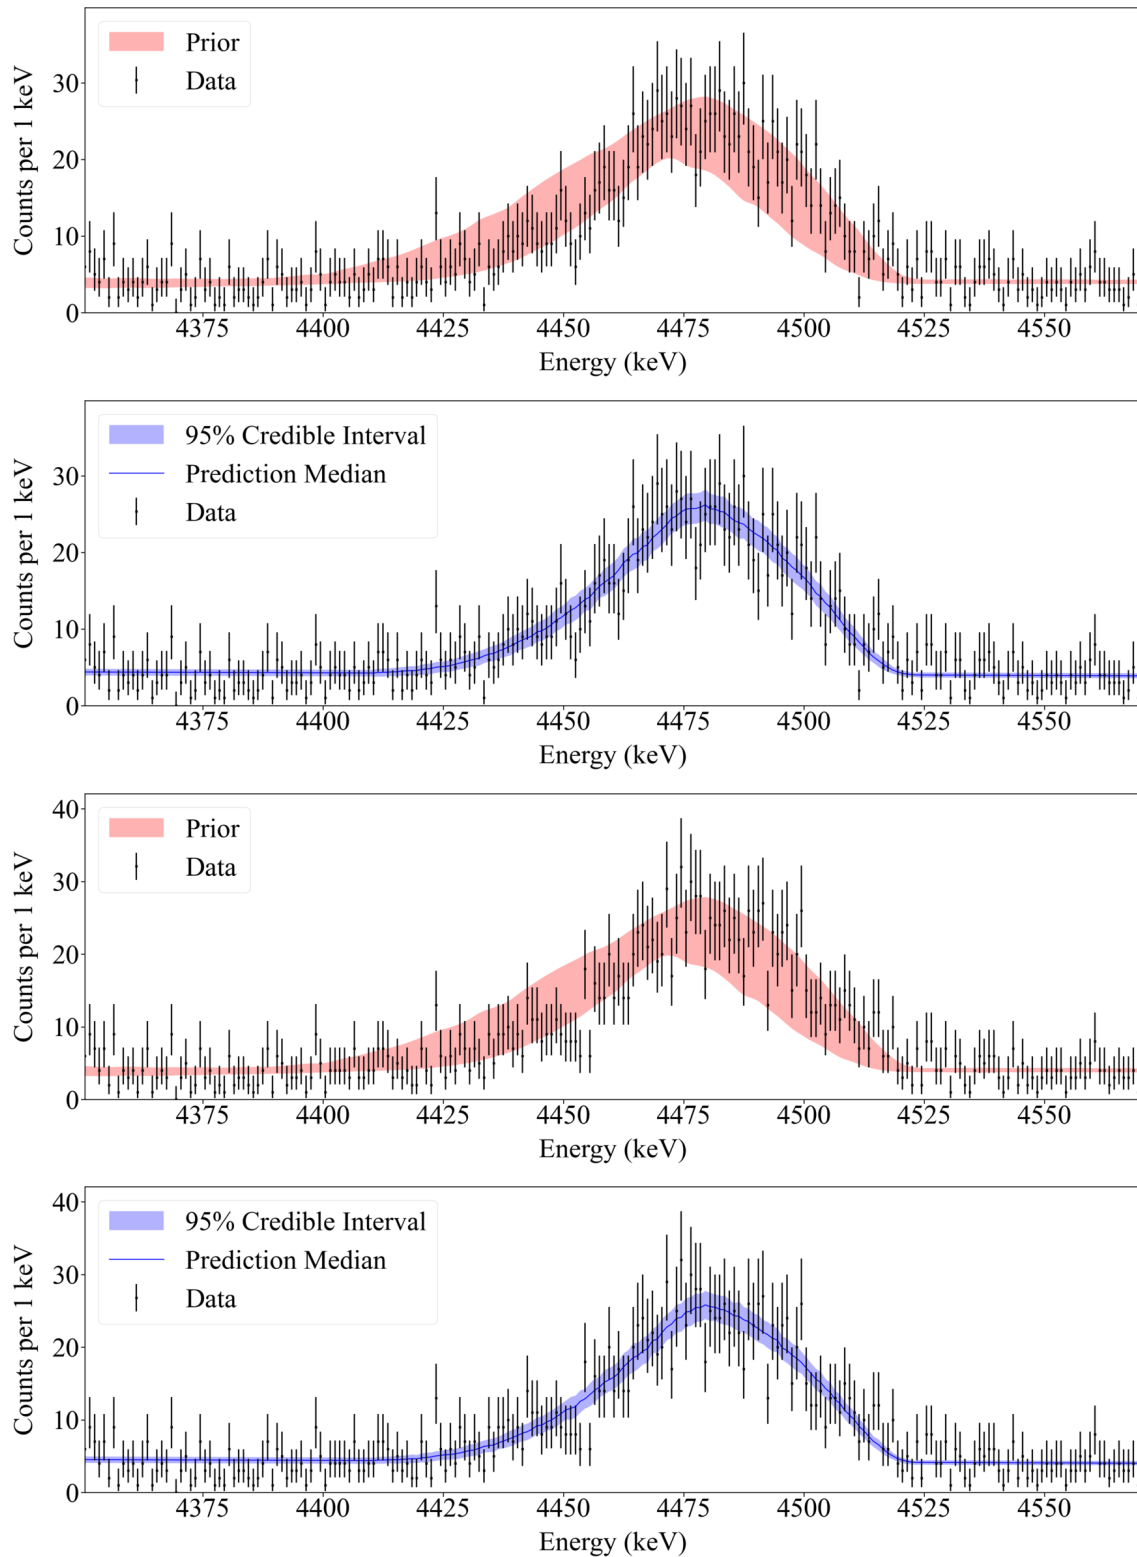 Counts per 1 keV
30
20
10
0
Prior
Data
4375 4400 4425 4450 4475 4500 4525 4550
Energy (keV)
Counts per 1 keV
30
20
10
0
95% Credible Interval
Prediction Median
Data
4375 4400 4425 4450 4475 4500 4525 4550
Energy (keV)
Counts per 1 keV
40
30
20
10
0
Prior
Data
4375 4400 4425 4450 4475 4500 4525 4550
Energy (keV)
Counts per 1 keV
40
30
20
10
0
95% Credible Interval
Prediction Median
Data
4375 4400 4425 4450 4475 4500 4525 4550
Energy (keV)